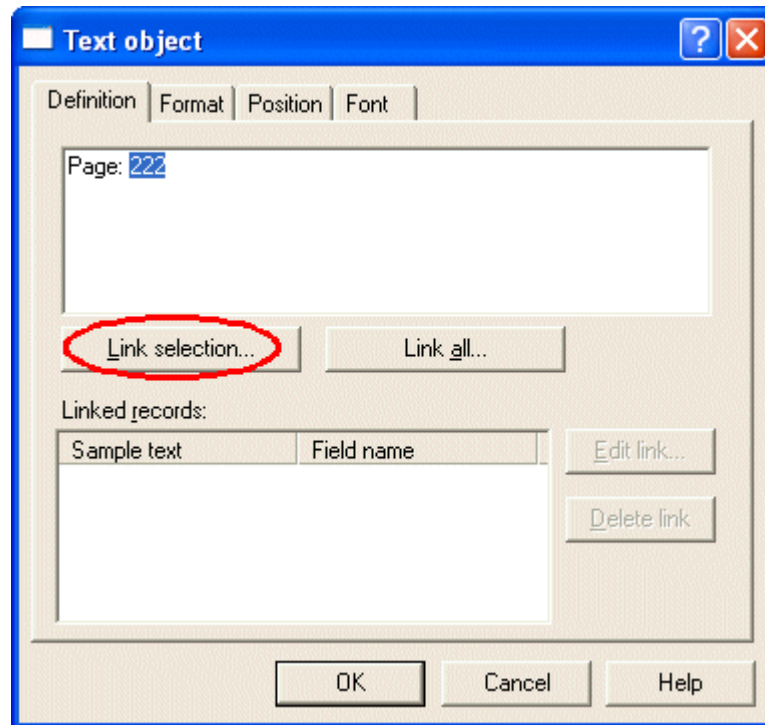 Text object
Definition Format Position Font
Page: 222
Link selection... Link all...
Linked records:
Sample text Field name
Edit link...
Delete link
OK Cancel Help